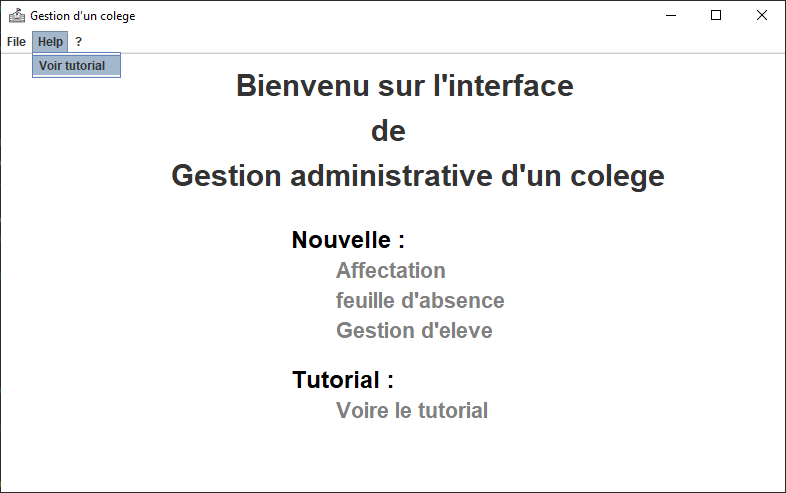 Gestion d'un colege
File Help ?
Voir tutorial
Bienvenu sur l'interface
de
Gestion administrative d'un colege
Nouvelle :
Affectation
feuille d'absence
Gestion d'eleve
Tutorial :
Voire le tutorial